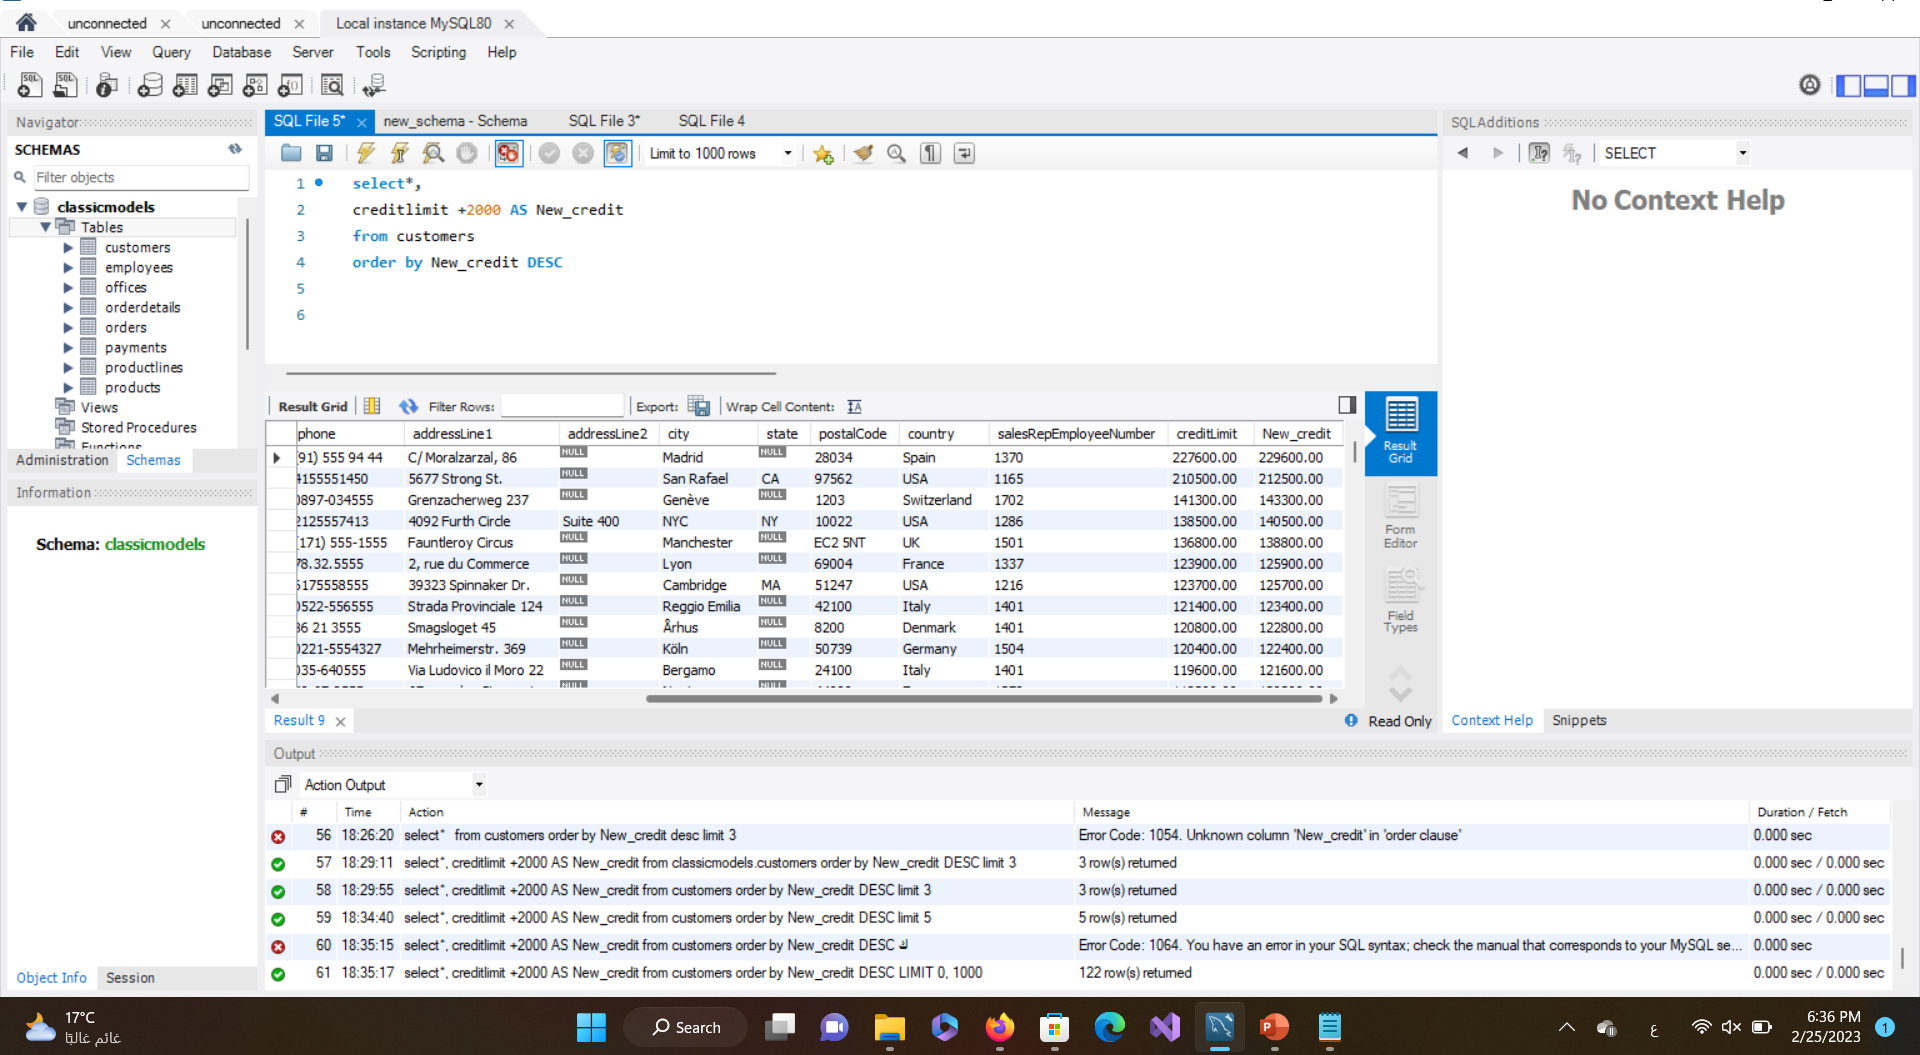 unconnected
unconnected
Local instance MySQL80
File Edit View Query Database Server Tools Scripting Help
Navigator
SCHEMAS
Filter objects
classicmodels
Tables
customers
employees
offices
orderdetails
orders
payments
productlines
products
Views
Stored Procedures
Functions
Administration Schemas
Information
Schema: classicmodels
Object Info Session
SQL File 5* new_schema - Schema SQL File 3* SQL File 4
Limit to 1000 rows
1 select*,
2 creditlimit +2000 AS New_credit
3 from customers
4 order by New_credit DESC
5
6
Result Grid Filter Rows: Export: Wrap Cell Content:
phone addressLine1 addressLine2 city state postalCode country salesRepEmployeeNumber creditLimit New_credit
91) 555 94 44 C/ Moralzarzal, 86 NULL Madrid NULL 28034 Spain 1370 227600.00 229600.00
4155551450 5677 Strong St. NULL San Rafael CA 97562 USA 1165 210500.00 212500.00
0897-034555 Grenzacherweg 237 NULL Genève NULL 1203 Switzerland 1702 141300.00 143300.00
2125557413 4092 Furth Circle Suite 400 NYC NY 10022 USA 1286 138500.00 140500.00
(171) 555-1555 Fauntleroy Circus NULL Manchester NULL EC2 5NT UK 1501 136800.00 138800.00
78.32.5555 2, rue du Commerce NULL Lyon NULL 69004 France 1337 123900.00 125900.00
6175558555 39323 Spinnaker Dr. NULL Cambridge MA 51247 USA 1216 123700.00 125700.00
0522-556555 Strada Provinciale 124 NULL Reggio Emilia NULL 42100 Italy 1401 121400.00 123400.00
86 21 3555 Smagsloget 45 NULL Århus NULL 8200 Denmark 1401 120800.00 122800.00
0221-5554327 Mehrheimerstr. 369 NULL Köln NULL 50739 Germany 1504 120400.00 122400.00
035-640555 Via Ludovico il Moro 22 NULL Bergamo NULL 24100 Italy 1401 119600.00 121600.00
Result Grid
Form Editor
Field Types
Result 9
Read Only
SQLAdditions
SELECT
No Context Help
Context Help Snippets
Output
Action Output
# Time Action Message Duration / Fetch
56 18:26:20 select* from customers order by New_credit desc limit 3 Error Code: 1054. Unknown column 'New_credit' in 'order clause' 0.000 sec
57 18:29:11 select*, creditlimit +2000 AS New_credit from classicmodels.customers order by New_credit DESC limit 3 3 row(s) returned 0.000 sec / 0.000 sec
58 18:29:55 select*, creditlimit +2000 AS New_credit from customers order by New_credit DESC limit 3 3 row(s) returned 0.000 sec / 0.000 sec
59 18:34:40 select*, creditlimit +2000 AS New_credit from customers order by New_credit DESC limit 5 5 row(s) returned 0.000 sec / 0.000 sec
60 18:35:15 select*, creditlimit +2000 AS New_credit from customers order by New_credit DESC ك Error Code: 1064. You have an error in your SQL syntax; check the manual that corresponds to your MySQL se... 0.000 sec
61 18:35:17 select*, creditlimit +2000 AS New_credit from customers order by New_credit DESC LIMIT 0, 1000 122 row(s) returned 0.000 sec / 0.000 sec
17°C
غائم غالبًا
Search
ع
6:36 PM
2/25/2023
1